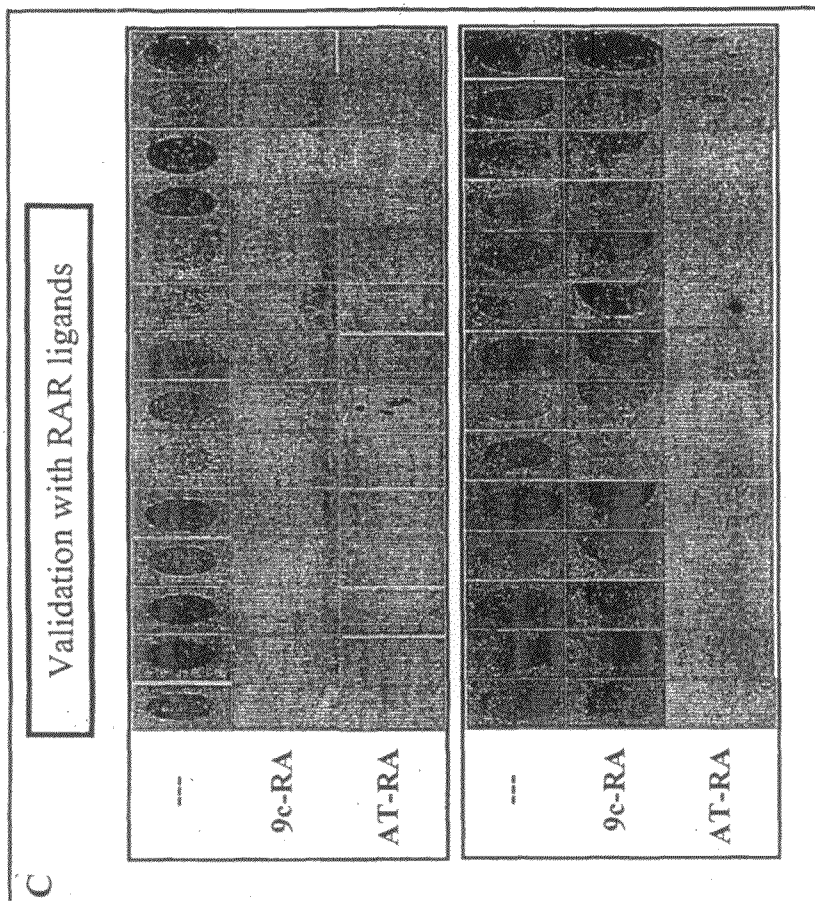 C
Validation with RAR ligands
---
9c-RA
AT-RA
---
9c-RA
AT-RA